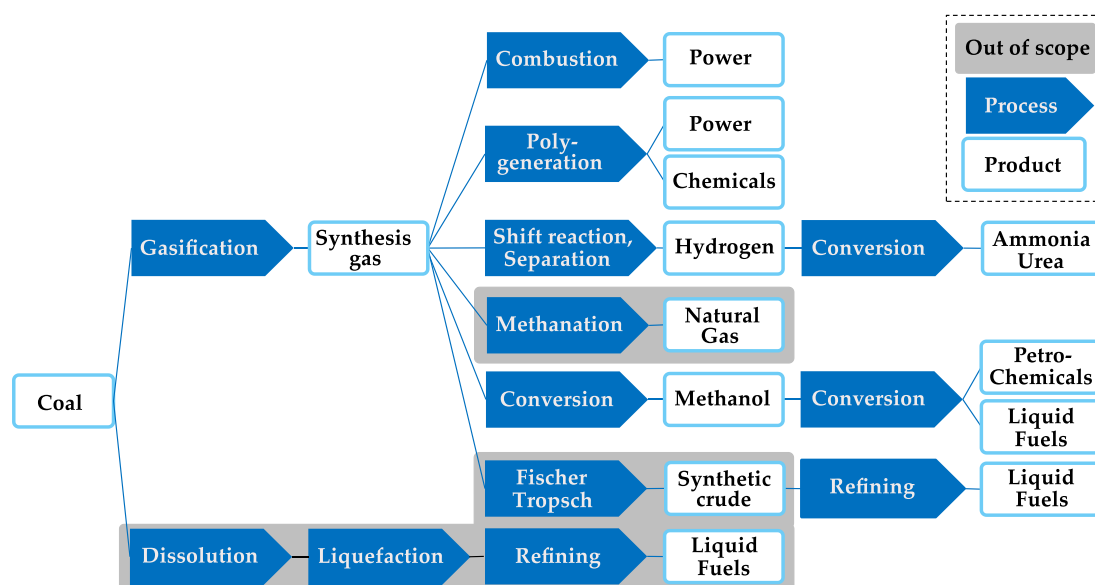 Out of scope
Process
Product
Combustion
Power
Poly-
generation
Power
Chemicals
Gasification
Synthesis
gas
Shift reaction,
Separation
Hydrogen
Conversion
Ammonia
Urea
Methanation
Natural
Gas
Coal
Conversion
Methanol
Conversion
Petro-
Chemicals
Liquid
Fuels
Fischer
Tropsch
Synthetic
crude
Refining
Liquid
Fuels
Dissolution
Liquefaction
Refining
Liquid
Fuels